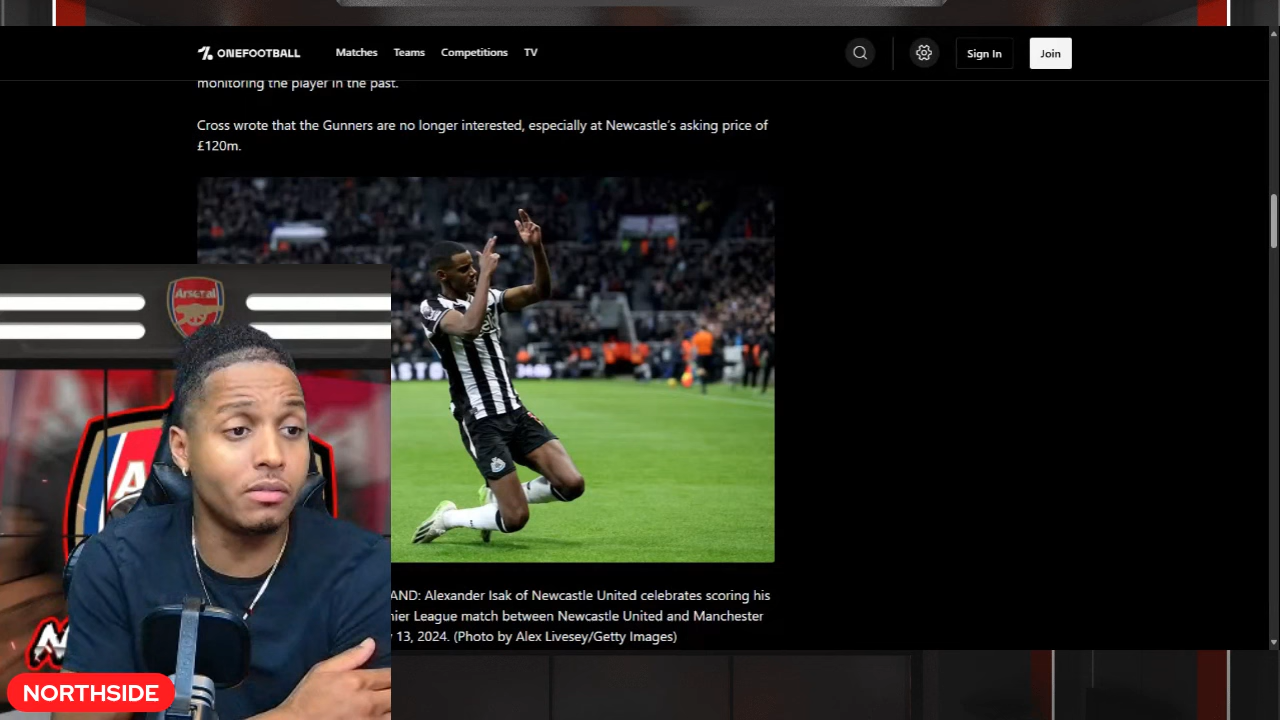 ONEFOOTBALL
Matches
Teams
Competitions
TV
Sign In
Join
monitoring the player in the past.
Cross wrote that the Gunners are no longer interested, especially at Newcastle's asking price of
£120m.
Arsenal
AND: Alexander Isak of Newcastle United celebrates scoring his
nier League match between Newcastle United and Manchester
13, 2024. (Photo by Alex Livesey/Getty Images)
NORTHSIDE